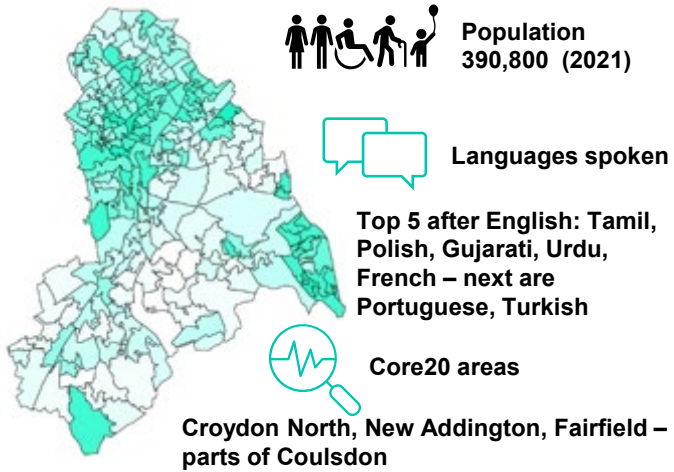 Population
390,800 (2021)
Languages spoken
Top 5 after English: Tamil,
Polish, Gujarati, Urdu,
French – next are
Portuguese, Turkish
Core20 areas
Croydon North, New Addington, Fairfield –
parts of Coulsdon